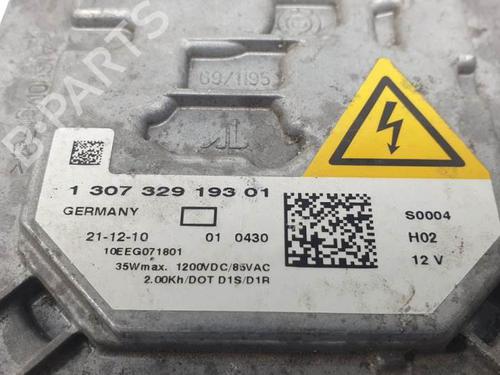 B-PARTS
69/1195
AL
1 307 329 193 01
GERMANY
21-12-10 01 0430
10EEG071801
35Wmax. 1200VDC/85VAC
2.00Kh/DOT D1S/D1R
S0004
H02
12 V